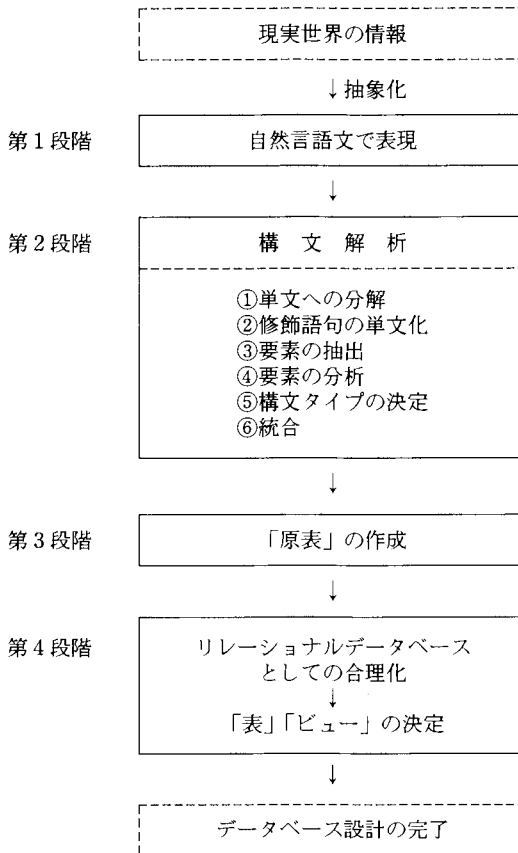 現実世界の情報
↓抽象化
第1段階 自然言語文で表現
↓
第2段階 構文解析
①単文への分解
②修飾語句の単文化
③要素の抽出
④要素の分析
⑤構文タイプの決定
⑥統合
↓
第3段階 「原表」の作成
↓
第4段階 リレーショナルデータベース
としての合理化
↓
「表」「ビュー」の決定
↓
データベース設計の完了